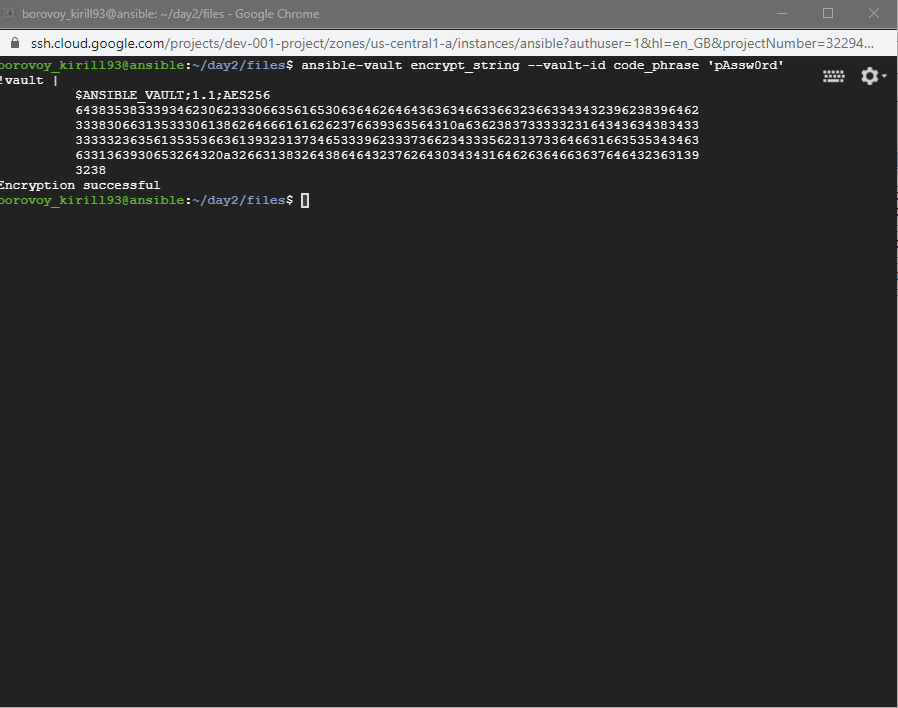 borovoy_kirill93@ansible: ~/day2/files - Google Chrome
ssh.cloud.google.com/projects/dev-001-project/zones/us-central1-a/instances/ansible?authuser=1&hl=en_GB&projectNumber=32294...
borovoy_kirill93@ansible:~/day2/files$ ansible-vault encrypt_string --vault-id code_phrase 'pAssw0rd'
!vault |
$ANSIBLE_VAULT;1.1;AES256
64383538333934623062333066356165306364626464363634663366323663343432396238396462
3338306631353330613862646661616262376639363564310a636238373333323164343634383433
33333236356135353663613932313734653339623337366234333562313733646631663535343463
6331363930653264320a326631383264386464323762643034343164626364663637646432363139
3238
Encryption successful
borovoy_kirill93@ansible:~/day2/files$